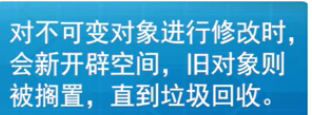 对不可变对象进行修改时，
会新开辟空间，旧对象则
被搁置，直到垃圾回收。